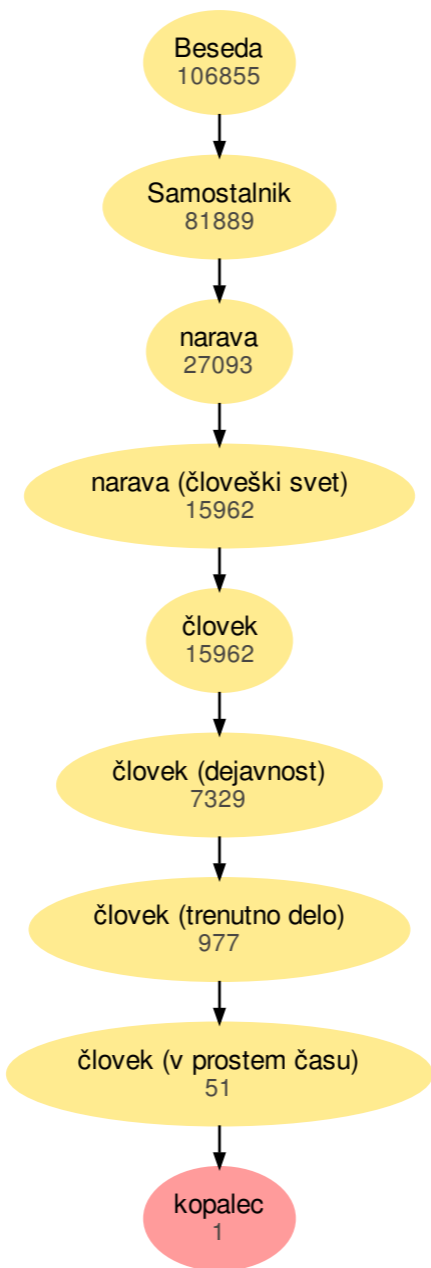 Beseda
106855
Samostalnik
81889
narava
27093
narava (človeški svet)
15962
človek
15962
človek (dejavnost)
7329
človek (trenutno delo)
977
človek (v prostem času)
51
kopalec
1